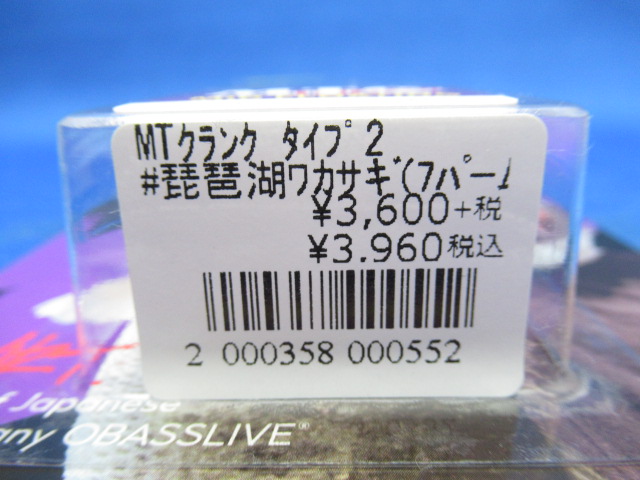 MTクランク タイプ2
#琵琶湖ワカサギ(7パー
¥3,600+税
¥3.960税込
2 000358 000552
of Japanese
any OBASSLIVE®